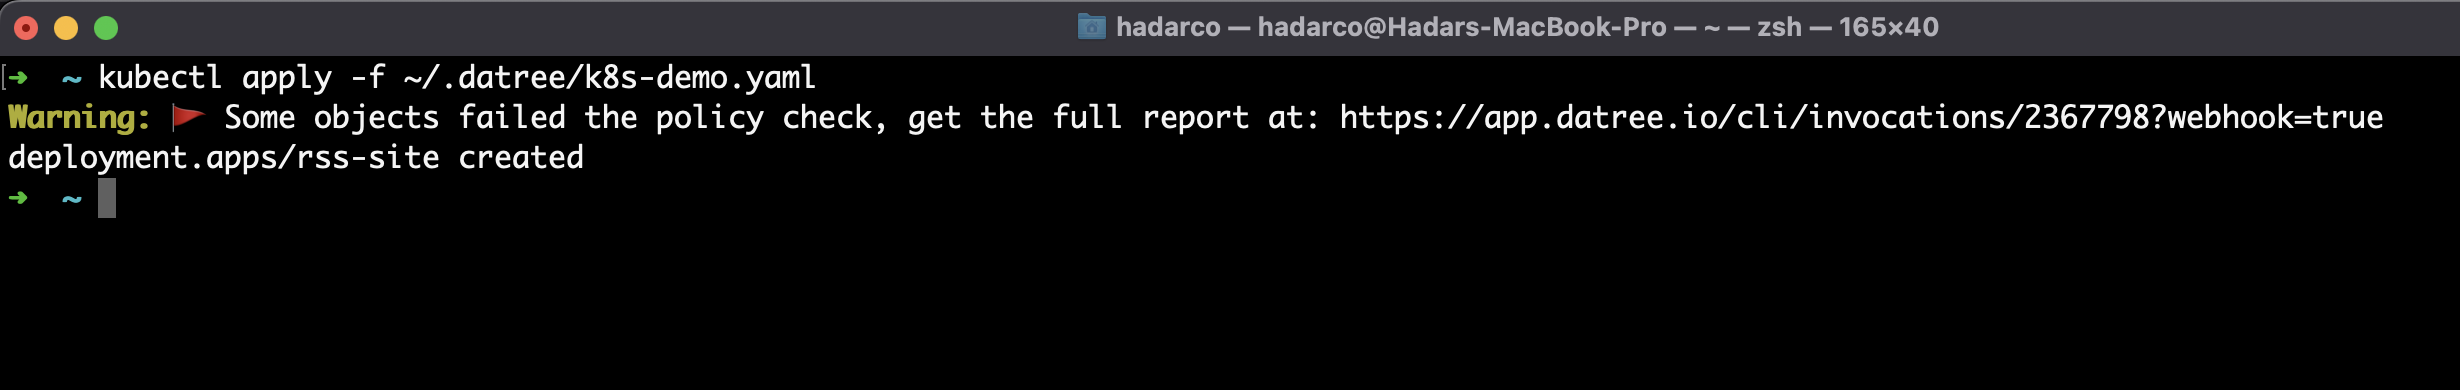 hadarco — hadarco@Hadars-MacBook-Pro — ~ — zsh — 165×40
➜ ~ kubectl apply -f ~/.datree/k8s-demo.yaml
Warning: 🚩 Some objects failed the policy check, get the full report at: https://app.datree.io/cli/invocations/2367798?webhook=true
deployment.apps/rss-site created
➜ ~